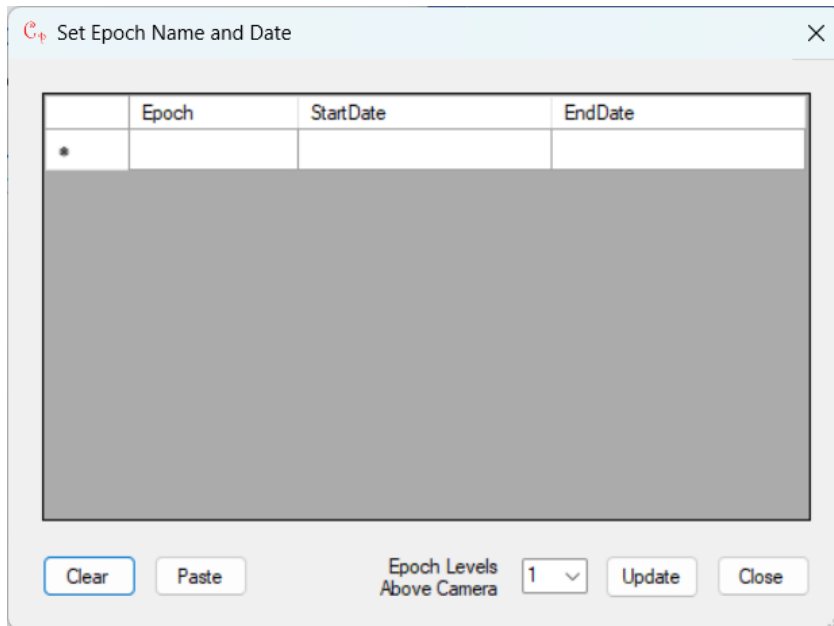 Set Epoch Name and Date
Epoch StartDate EndDate
*
Clear Paste Epoch Levels Above Camera 1 Update Close